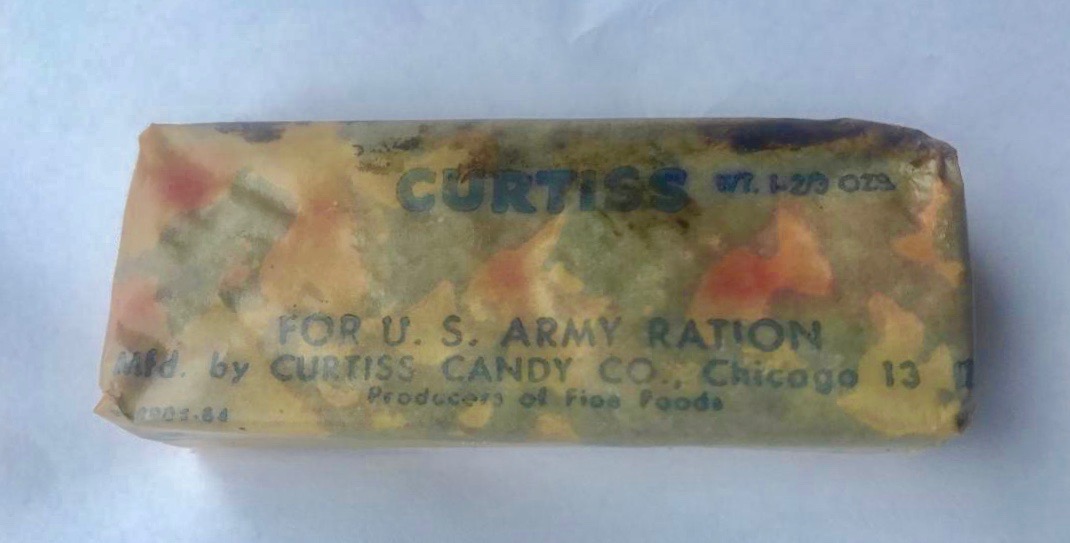 CURTISS WT. 1-2/3 OZS.
FOR U. S. ARMY RATION
Mfd. by CURTISS CANDY CO., Chicago 13
Producers of Fine Foods